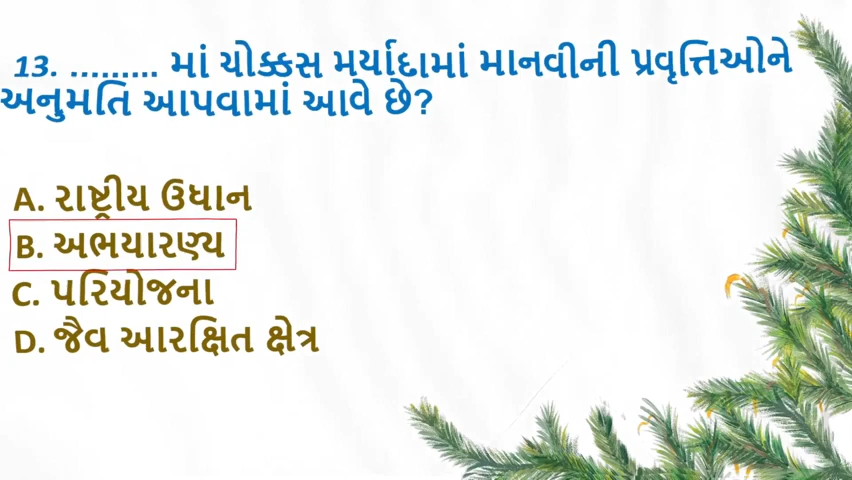 13. ......... માં ચોક્કસ મર્યાદામાં માનવીની પ્રવૃત્તિઓને
અનુમતિ આપવામાં આવે છે?
A. રાષ્ટ્રીય ઉધાન
B. અભયારણ્ય
C. પરિયોજના
D. જૈવ આરક્ષિત ક્ષેત્ર